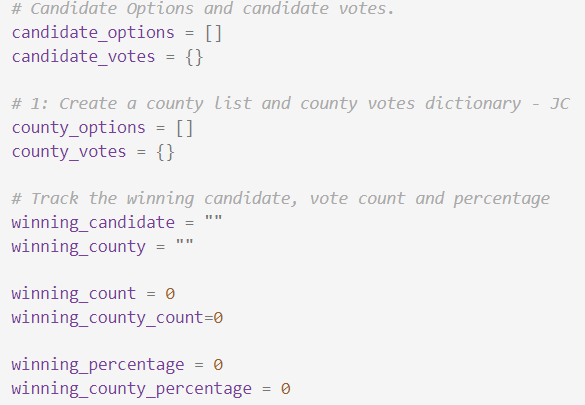 # Candidate Options and candidate votes.
candidate_options = []
candidate_votes = {}
# 1: Create a county list and county votes dictionary - JC
county_options = []
county_votes = {}
# Track the winning candidate, vote count and percentage
winning_candidate = ""
winning_county = ""
winning_count = 0
winning_county_count=0
winning_percentage = 0
winning_county_percentage = 0